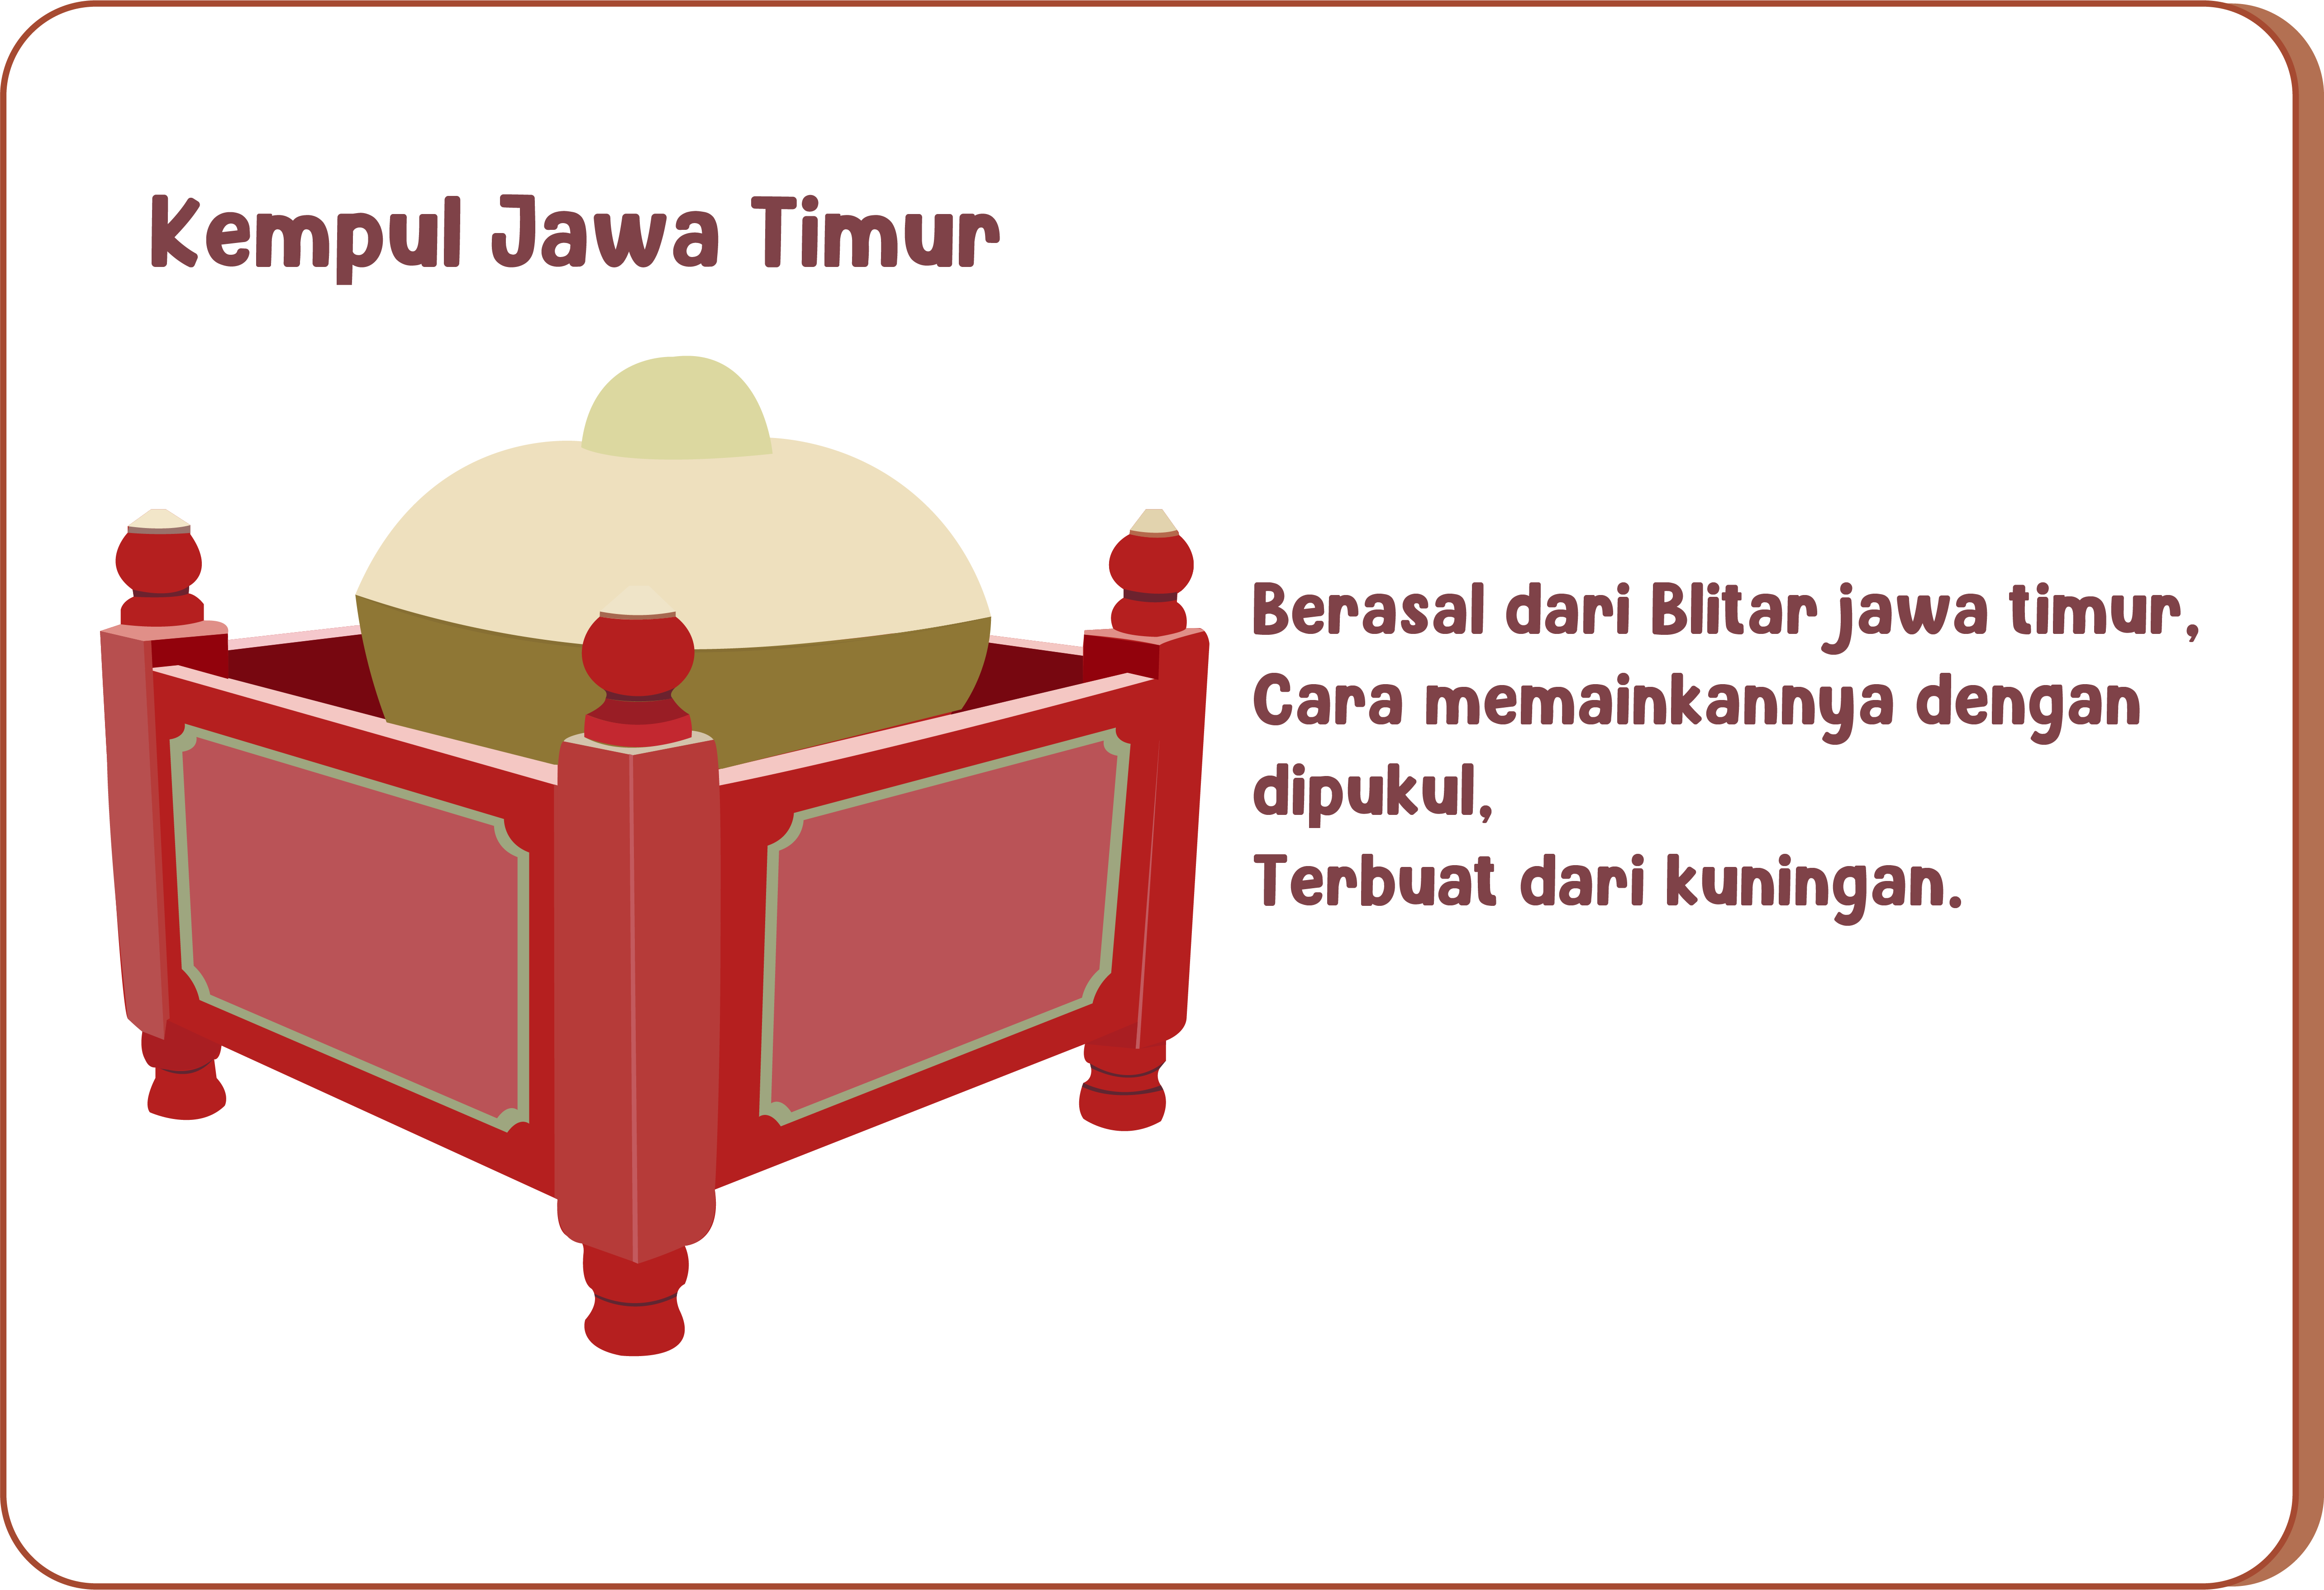 Kempul Jawa Timur
Berasal dari Blitar jawa timur,
Cara memainkannya dengan
dipukul,
Terbuat dari kuningan.